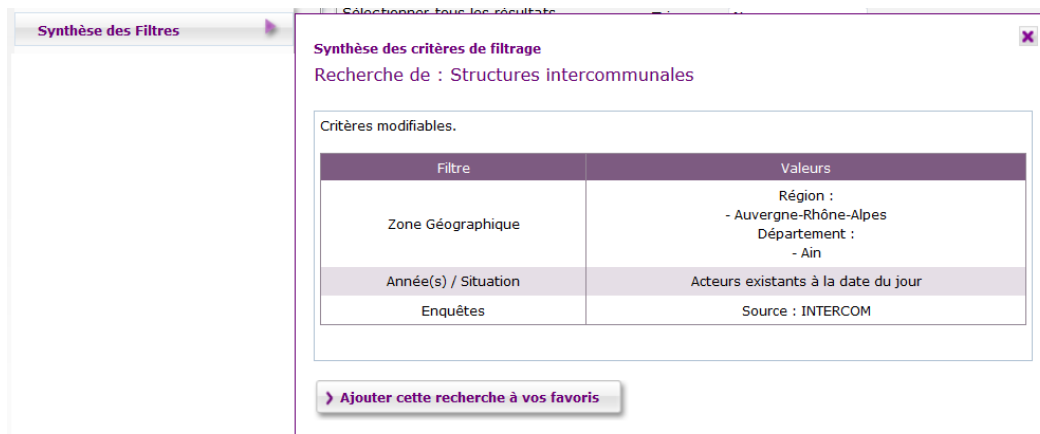 Sélectionner tous les résultats
Synthèse des Filtres
Synthèse des critères de filtrage
Recherche de : Structures intercommunales
Critères modifiables.
Filtre Valeurs
Zone Géographique
Région :
- Auvergne-Rhône-Alpes
Département :
- Ain
Année(s) / Situation Acteurs existants à la date du jour
Enquêtes Source : INTERCOM
Ajouter cette recherche à vos favoris